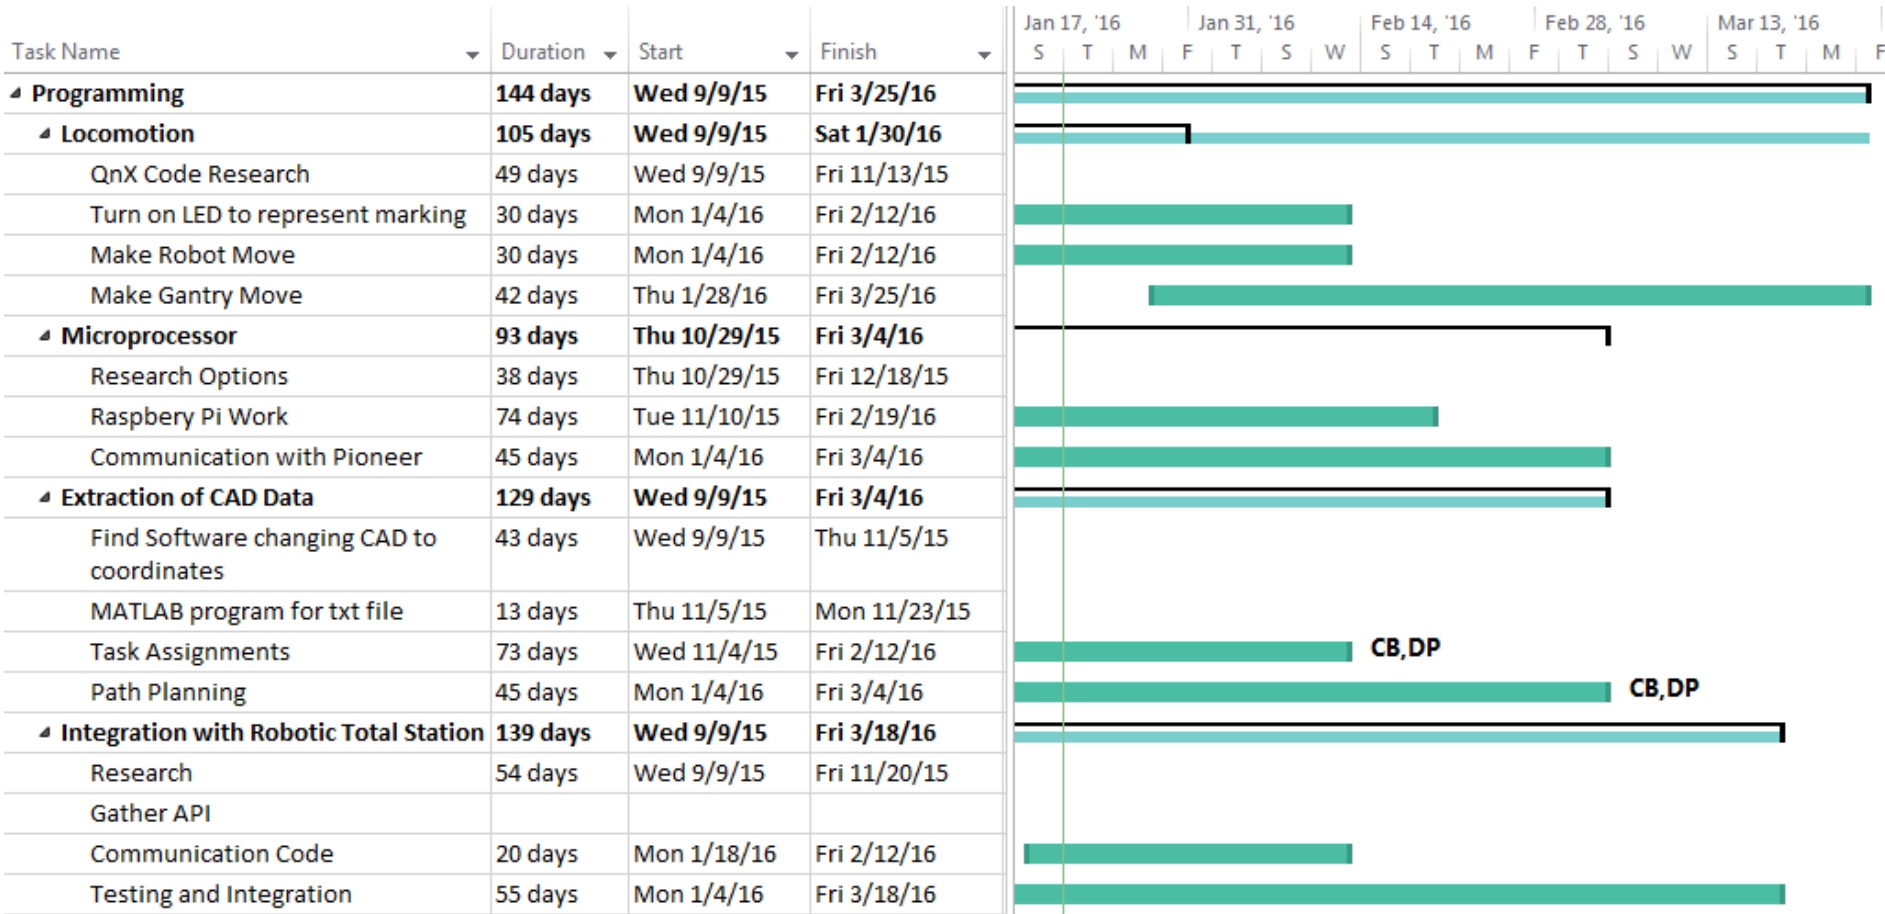 Jan 17, '16 Jan 31, '16 Feb 14, '16 Feb 28, '16 Mar 13, '16
Task Name Duration Start Finish S T M F T S W S T M F T S W S T M F
Programming 144 days Wed 9/9/15 Fri 3/25/16
Locomotion 105 days Wed 9/9/15 Sat 1/30/16
QnX Code Research 49 days Wed 9/9/15 Fri 11/13/15
Turn on LED to represent marking 30 days Mon 1/4/16 Fri 2/12/16
Make Robot Move 30 days Mon 1/4/16 Fri 2/12/16
Make Gantry Move 42 days Thu 1/28/16 Fri 3/25/16
Microprocessor 93 days Thu 10/29/15 Fri 3/4/16
Research Options 38 days Thu 10/29/15 Fri 12/18/15
Raspbery Pi Work 74 days Tue 11/10/15 Fri 2/19/16
Communication with Pioneer 45 days Mon 1/4/16 Fri 3/4/16
Extraction of CAD Data 129 days Wed 9/9/15 Fri 3/4/16
Find Software changing CAD to 43 days Wed 9/9/15 Thu 11/5/15
coordinates
MATLAB program for txt file 13 days Thu 11/5/15 Mon 11/23/15
Task Assignments 73 days Wed 11/4/15 Fri 2/12/16 CB,DP
Path Planning 45 days Mon 1/4/16 Fri 3/4/16 CB,DP
Integration with Robotic Total Station 139 days Wed 9/9/15 Fri 3/18/16
Research 54 days Wed 9/9/15 Fri 11/20/15
Gather API
Communication Code 20 days Mon 1/18/16 Fri 2/12/16
Testing and Integration 55 days Mon 1/4/16 Fri 3/18/16